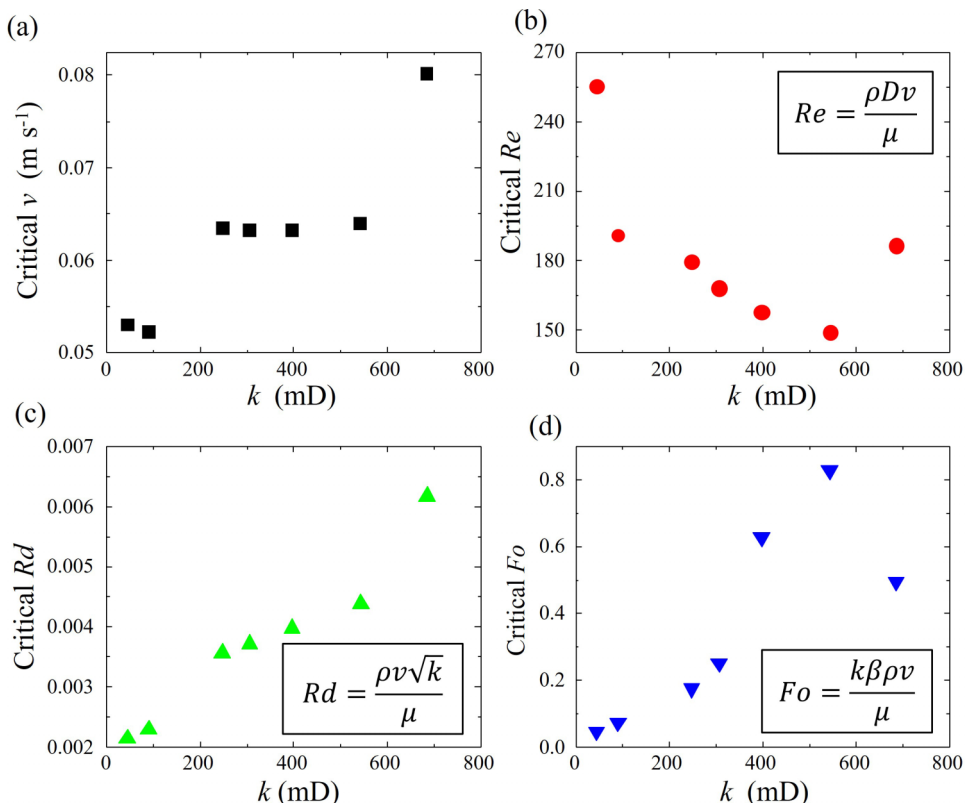 (a)
0.08
0.07
0.06
0.05
Critical v (m s⁻¹)
0 200 400 600 800
k (mD)
(b)
270
240
210
180
150
Critical Re
Re = ρDv/μ
0 200 400 600 800
k (mD)
(c)
0.007
0.006
0.005
0.004
0.003
0.002
Critical Rd
Rd = ρv√k/μ
0 200 400 600 800
k (mD)
(d)
0.8
0.6
0.4
0.2
0.0
Critical Fo
Fo = kβρv/μ
0 200 400 600 800
k (mD)